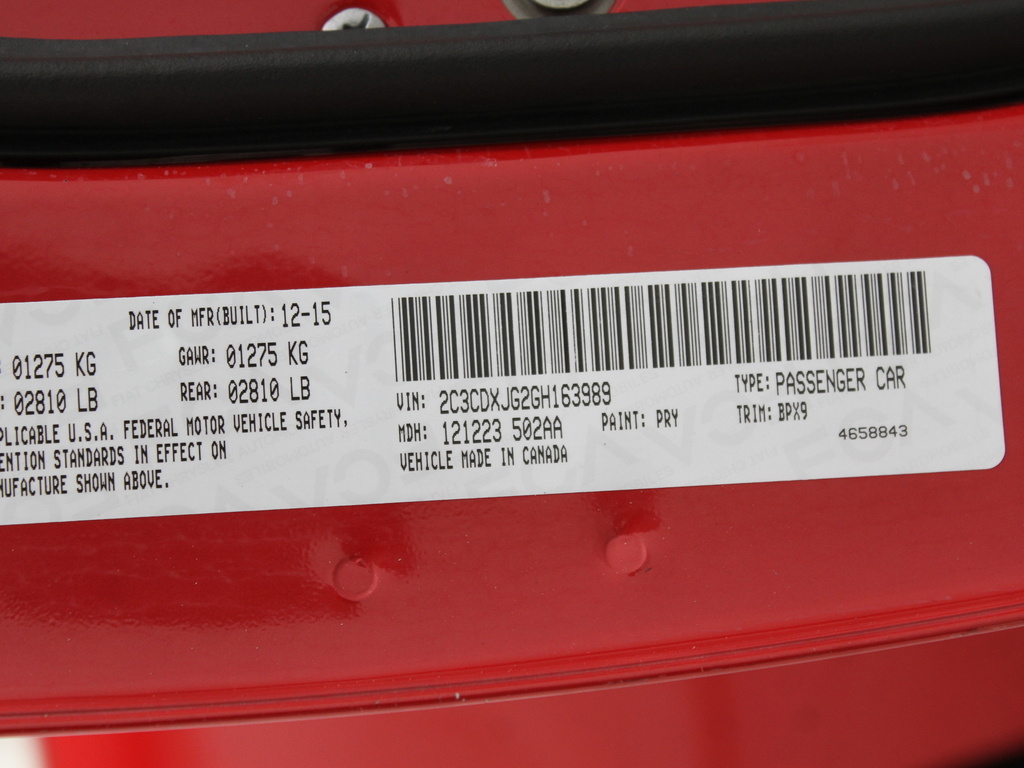 DATE OF MFR(BUILT): 12-15
: 01275 KG GAWR: 01275 KG
: 02810 LB REAR: 02810 LB
PLICABLE U.S.A. FEDERAL MOTOR VEHICLE SAFETY,
ENTION STANDARDS IN EFFECT ON
NUFACTURE SHOWN ABOVE.
VIN: 2C3CDXJG2GH163989 TYPE: PASSENGER CAR
MDH: 121223 502AA PAINT: PRY TRIM: BPX9
VEHICLE MADE IN CANADA 4658843